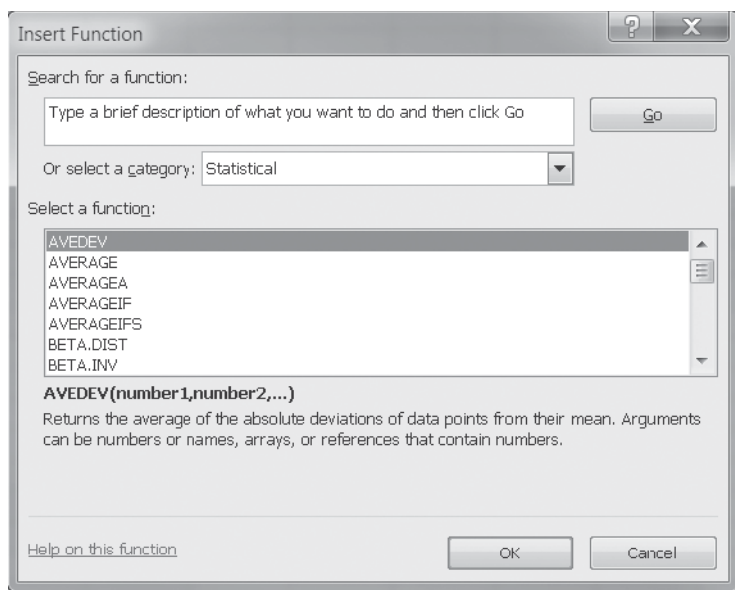 Insert Function
Search for a function:
Type a brief description of what you want to do and then click Go
Go
Or select a category: Statistical
Select a function:
AVEDEV
AVERAGE
AVERAGEA
AVERAGEIF
AVERAGEIFS
BETA.DIST
BETA.INV
AVEDEV(number1,number2,...)
Returns the average of the absolute deviations of data points from their mean. Arguments
can be numbers or names, arrays, or references that contain numbers.
Help on this function
OK Cancel